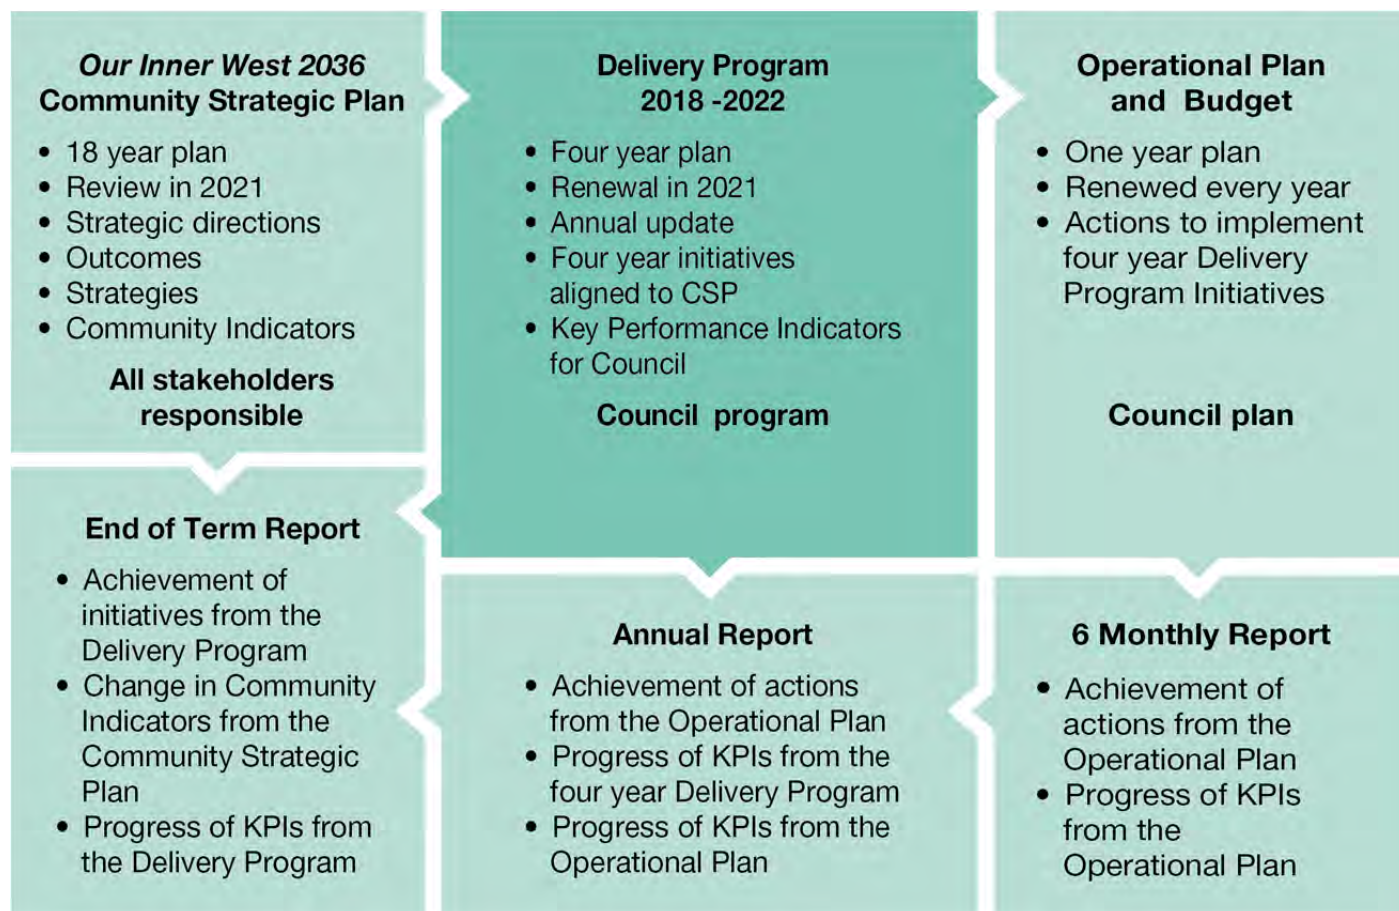 Our Inner West 2036
Community Strategic Plan
• 18 year plan
• Review in 2021
• Strategic directions
• Outcomes
• Strategies
• Community Indicators
All stakeholders
responsible
Delivery Program
2018 -2022
• Four year plan
• Renewal in 2021
• Annual update
• Four year initiatives
aligned to CSP
• Key Performance Indicators
for Council
Council program
Operational Plan
and Budget
• One year plan
• Renewed every year
• Actions to implement
four year Delivery
Program Initiatives
Council plan
End of Term Report
• Achievement of
initiatives from the
Delivery Program
• Change in Community
Indicators from the
Community Strategic
Plan
• Progress of KPIs from
the Delivery Program
Annual Report
• Achievement of actions
from the Operational Plan
• Progress of KPIs from the
four year Delivery Program
• Progress of KPIs from the
Operational Plan
6 Monthly Report
• Achievement of
actions from the
Operational Plan
• Progress of KPIs
from the
Operational Plan